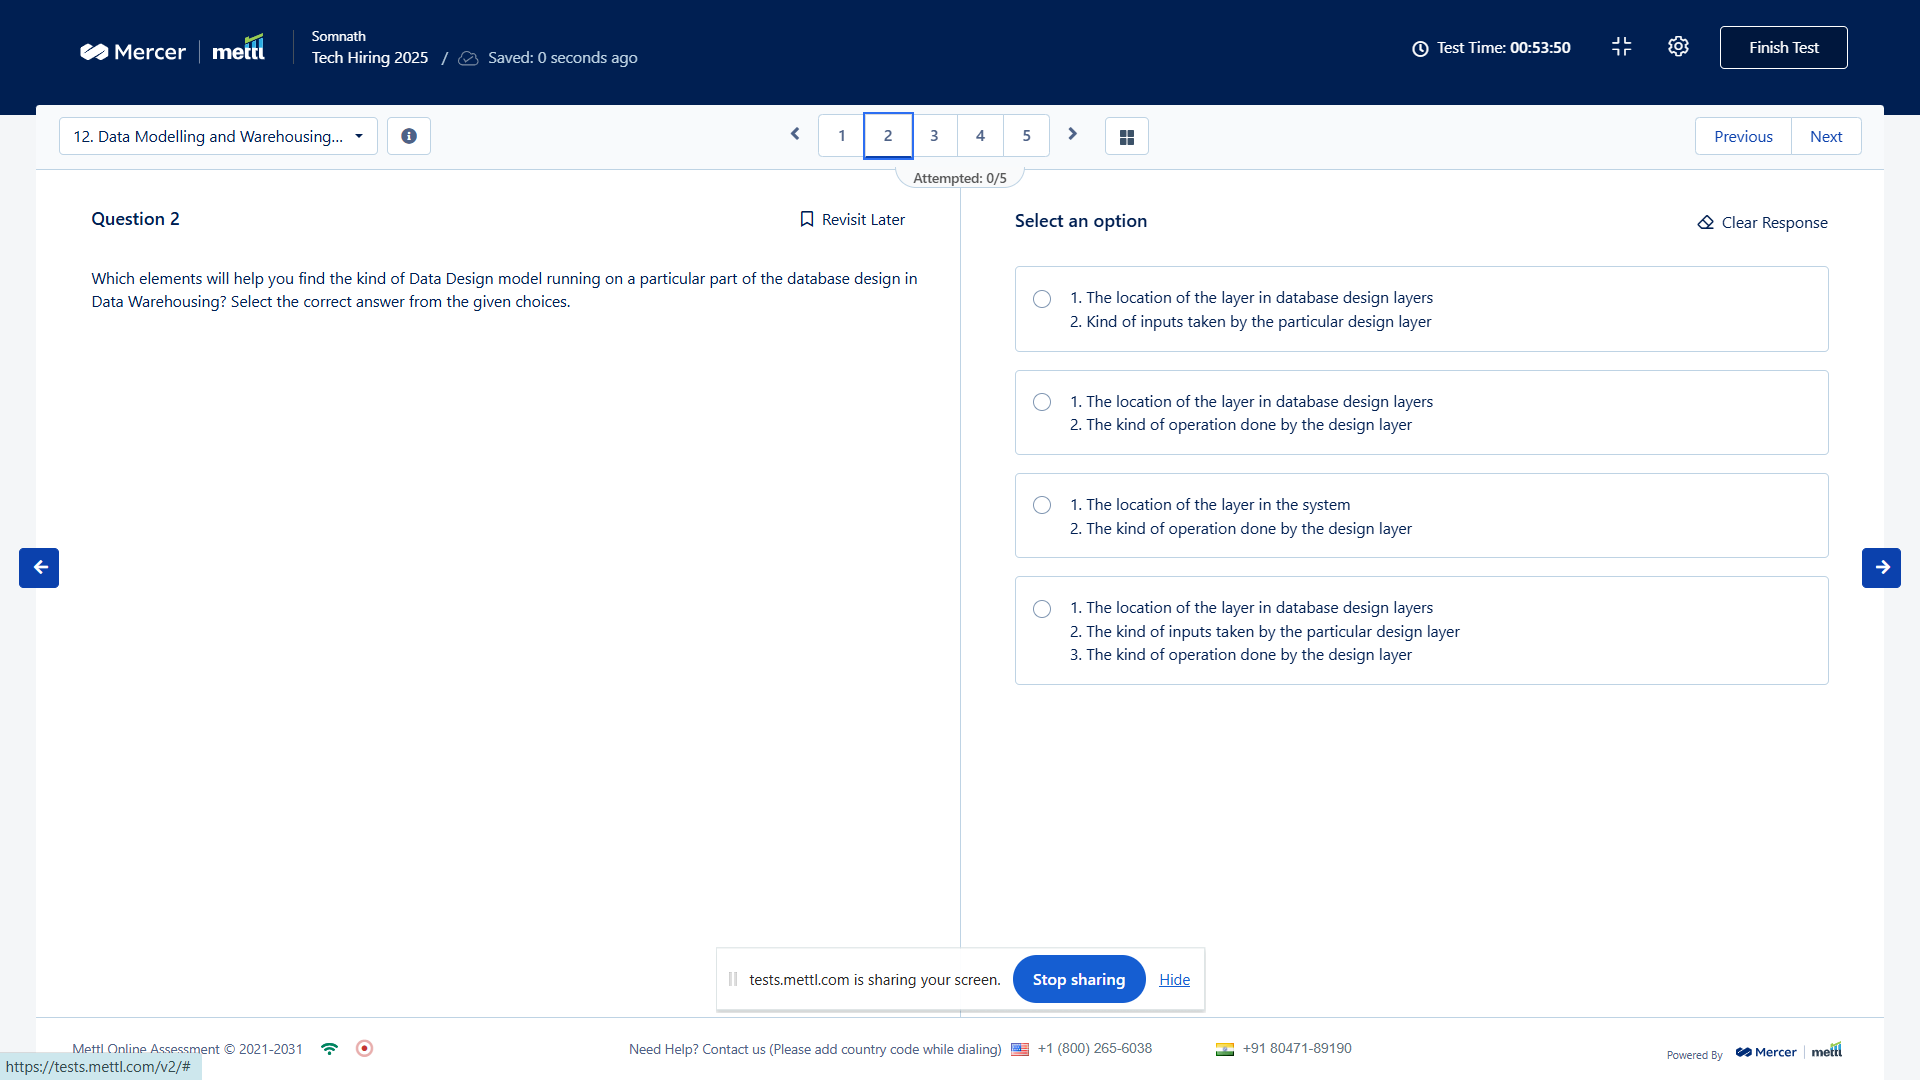 Mercer mettl
Somnath
Tech Hiring 2025 / Saved: 0 seconds ago
Test Time: 00:53:50
Finish Test
12. Data Modelling and Warehousing...
1 2 3 4 5
Previous Next
Attempted: 0/5
Question 2
Revisit Later
Which elements will help you find the kind of Data Design model running on a particular part of the database design in
Data Warehousing? Select the correct answer from the given choices.
Select an option
Clear Response
1. The location of the layer in database design layers
2. Kind of inputs taken by the particular design layer
1. The location of the layer in database design layers
2. The kind of operation done by the design layer
1. The location of the layer in the system
2. The kind of operation done by the design layer
1. The location of the layer in database design layers
2. The kind of inputs taken by the particular design layer
3. The kind of operation done by the design layer
tests.mettl.com is sharing your screen. Stop sharing Hide
Mettl Online Assessment © 2021-2031
Need Help? Contact us (Please add country code while dialing) +1 (800) 265-6038 +91 80471-89190
Powered By Mercer mettl
https://tests.mettl.com/v2/#